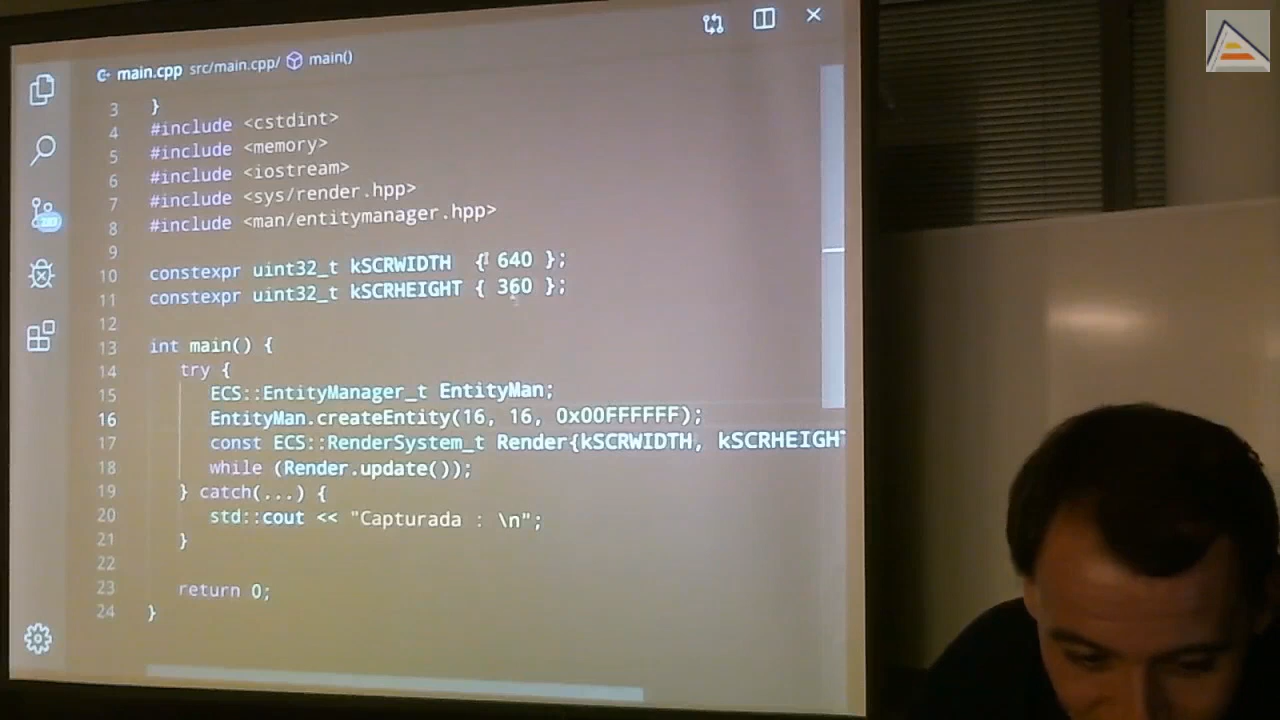 main.cpp src/main.cpp/ main()
3 }
4 #include <cstdint>
5 #include <memory>
6 #include <iostream>
7 #include <sys/render.hpp>
8 #include <man/entitymanager.hpp>
9
10 constexpr uint32_t kSCRWIDTH { 640 };
11 constexpr uint32_t kSCRHEIGHT { 360 };
12
13 int main() {
14 try {
15 ECS::EntityManager_t EntityMan;
16 EntityMan.createEntity(16, 16, 0x00FFFFFF);
17 const ECS::RenderSystem_t Render{kSCRWIDTH, kSCRHEIGHT
18 while (Render.update());
19 } catch(...) {
20 std::cout << "Capturada : \n";
21 }
22
23 return 0;
24 }